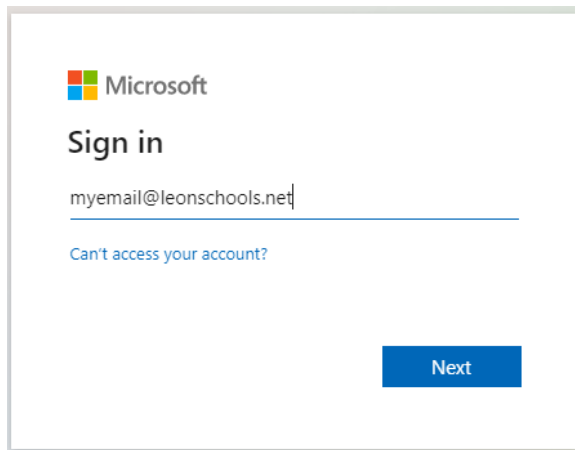 Microsoft
Sign in
myemail@leonschools.net
Can't access your account?
Next